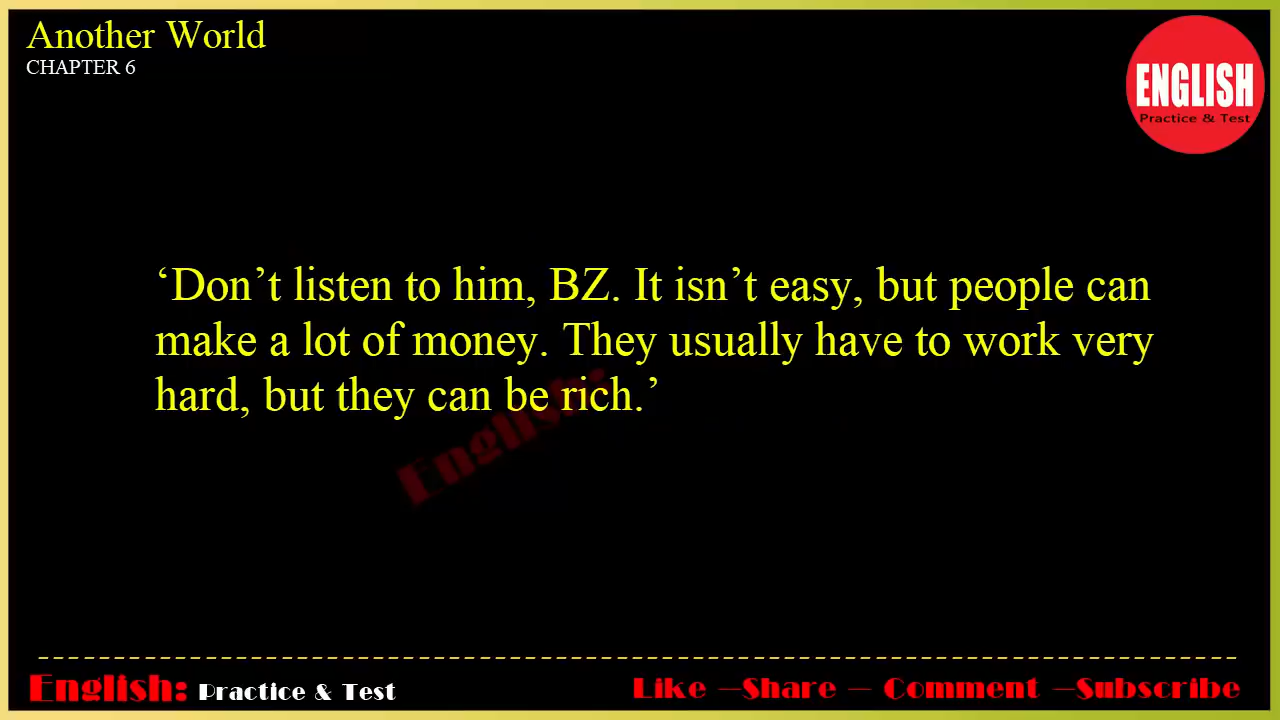 Another World
CHAPTER 6
ENGLISH
Practice & Test
‘Don’t listen to him, BZ. It isn’t easy, but people can
make a lot of money. They usually have to work very
hard, but they can be rich.’
English:
English: Practice & Test
Like —Share — Comment —Subscribe